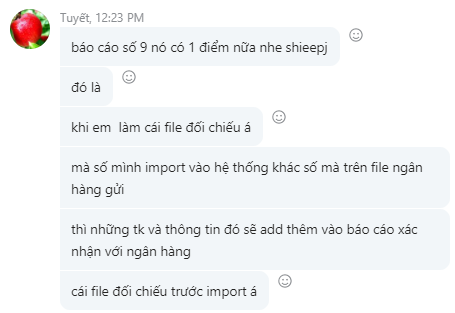 Tuyết, 12:23 PM
báo cáo số 9 nó có 1 điểm nữa nhe shieepj
đó là
khi em  làm cái file đối chiếu á
mà số mình import vào hệ thống khác số mà trên file ngân
hàng gửi
thì những tk và thông tin đó sẽ add thêm vào báo cáo xác
nhận với ngân hàng
cái file đối chiếu trước import á